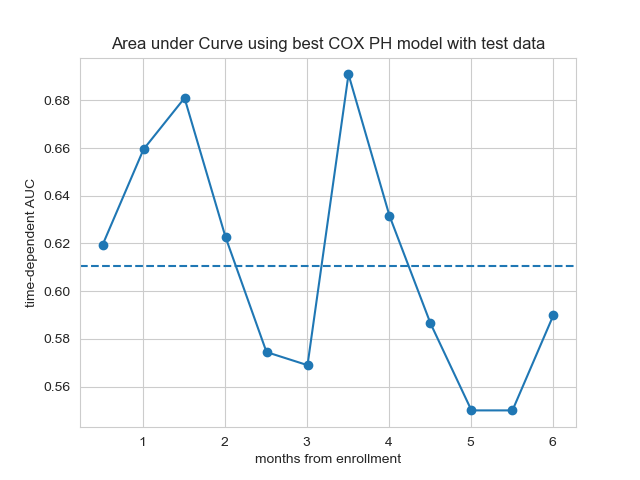 Area under Curve using best COX PH model with test data
time-dependent AUC
0.68
0.66
0.64
0.62
0.60
0.58
0.56
1 2 3 4 5 6
months from enrollment